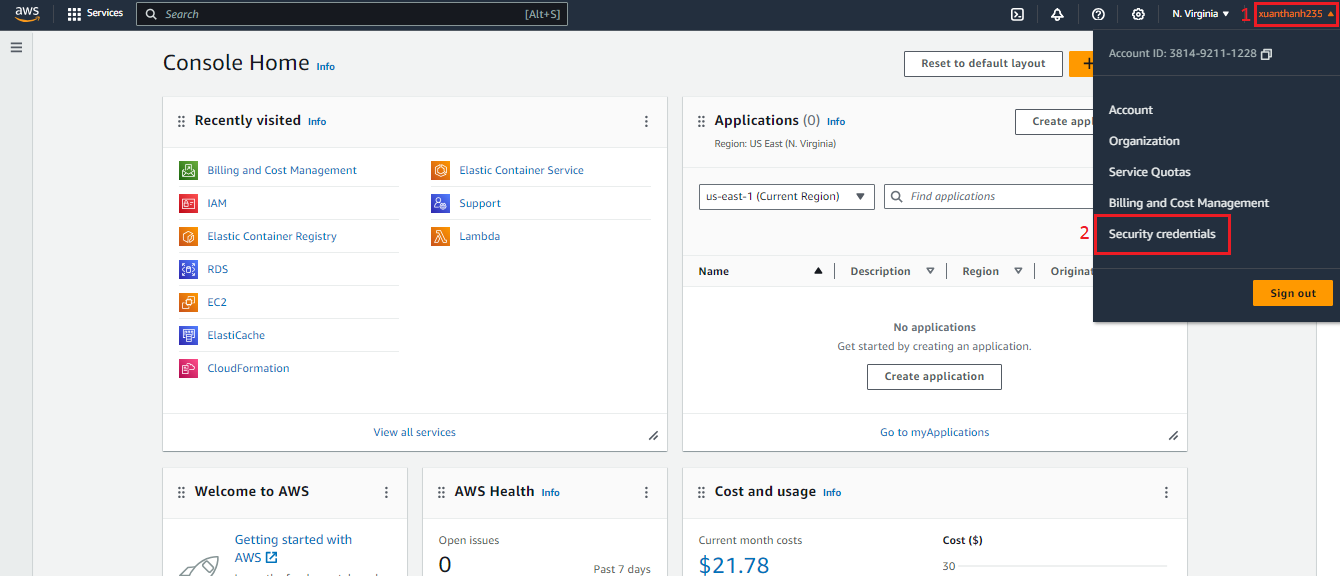 aws
Services
Search
[Alt+S]
N. Virginia
1
xuanthanh235
Account ID: 3814-9211-1228
Account
Organization
Service Quotas
Billing and Cost Management
2
Security credentials
Sign out
Console Home Info
Reset to default layout
+
Recently visited Info
Billing and Cost Management
IAM
Elastic Container Registry
RDS
EC2
ElastiCache
CloudFormation
Elastic Container Service
Support
Lambda
View all services
Applications (0) Info
Region: US East (N. Virginia)
Create appl
us-east-1 (Current Region)
Find applications
Name
Description
Region
Originat
No applications
Get started by creating an application.
Create application
Go to myApplications
Welcome to AWS
Getting started with
AWS
AWS Health Info
Open issues
0
Past 7 days
Cost and usage Info
Current month costs
$21.78
Cost ($)
30